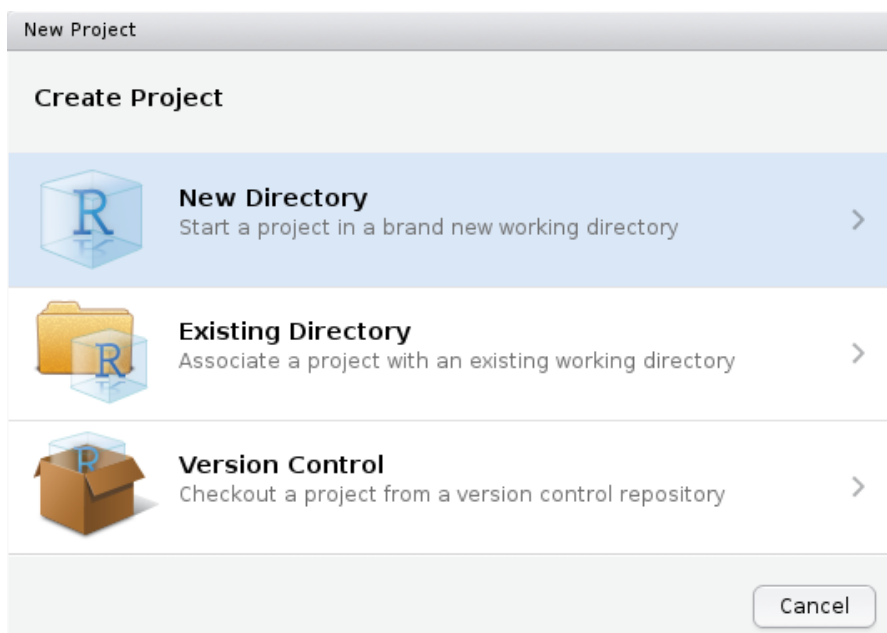 New Project
Create Project
R
New Directory
Start a project in a brand new working directory
R
Existing Directory
Associate a project with an existing working directory
R
Version Control
Checkout a project from a version control repository
Cancel